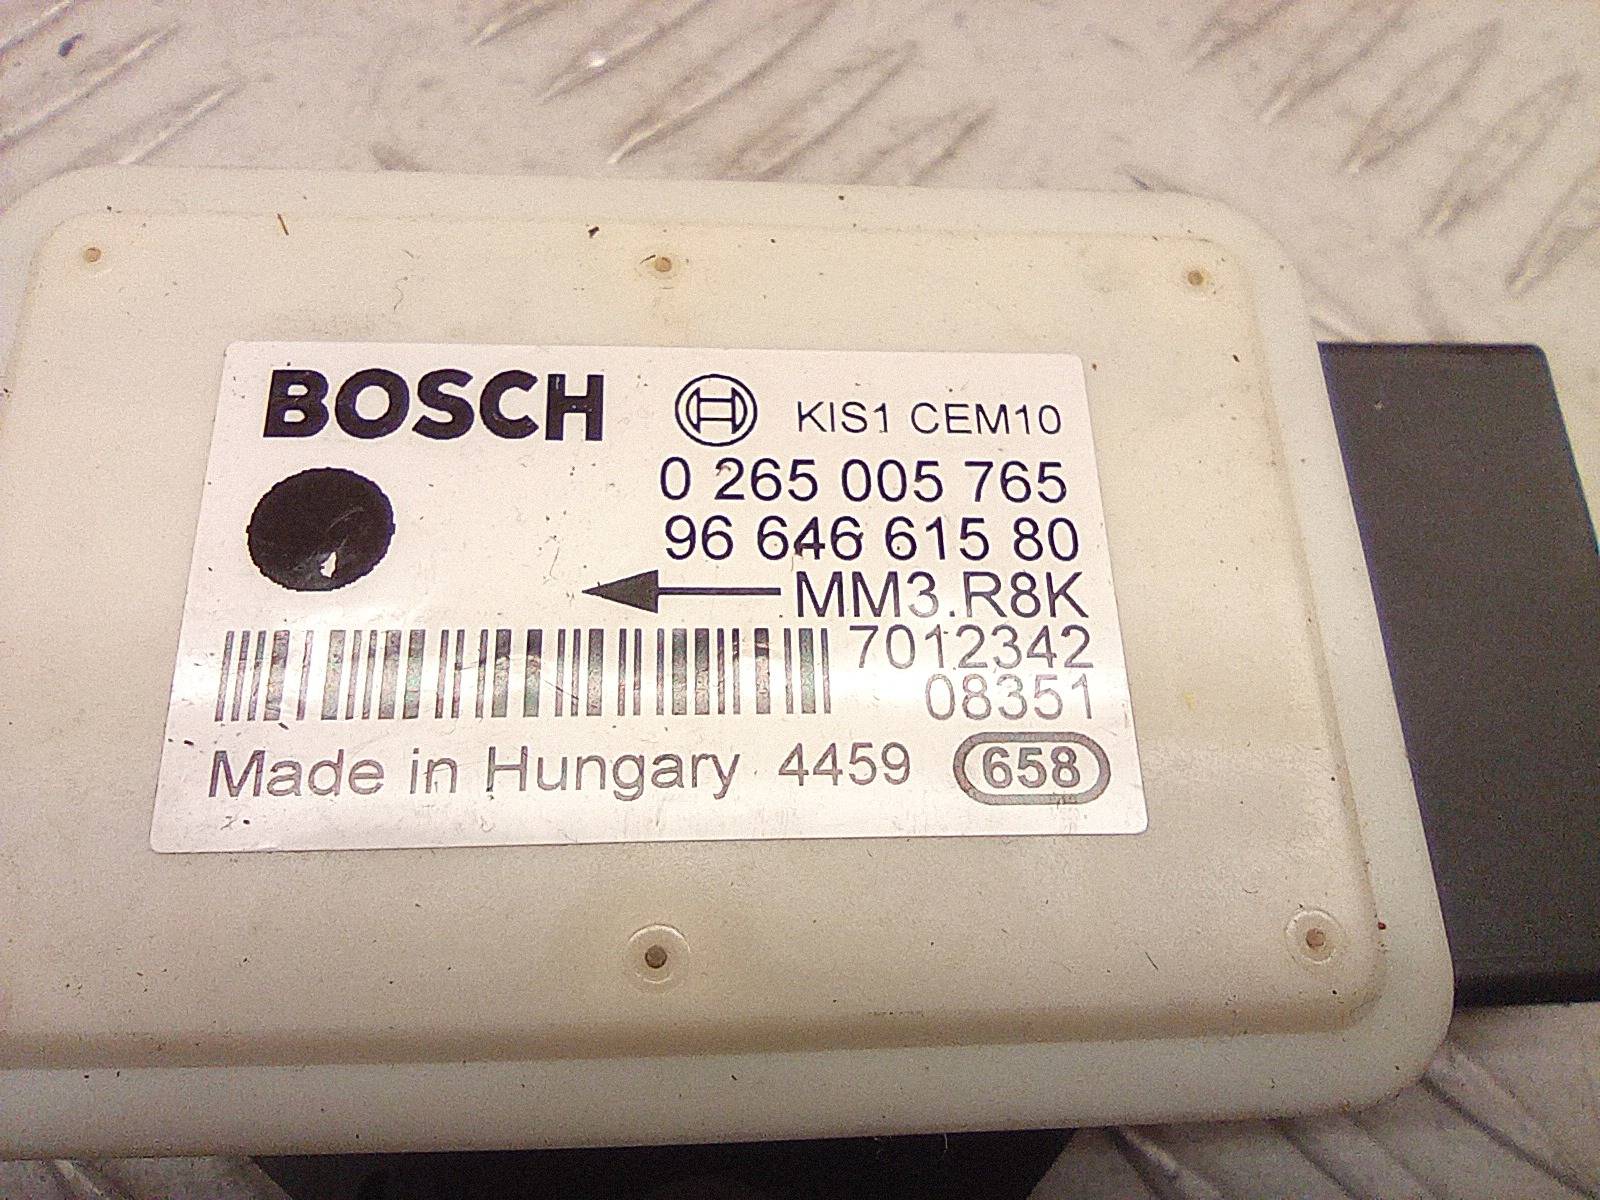 BOSCH KIS1 CEM10
0 265 005 765
96 646 615 80
MM3.R8K
7012342
08351
Made in Hungary 4459 658